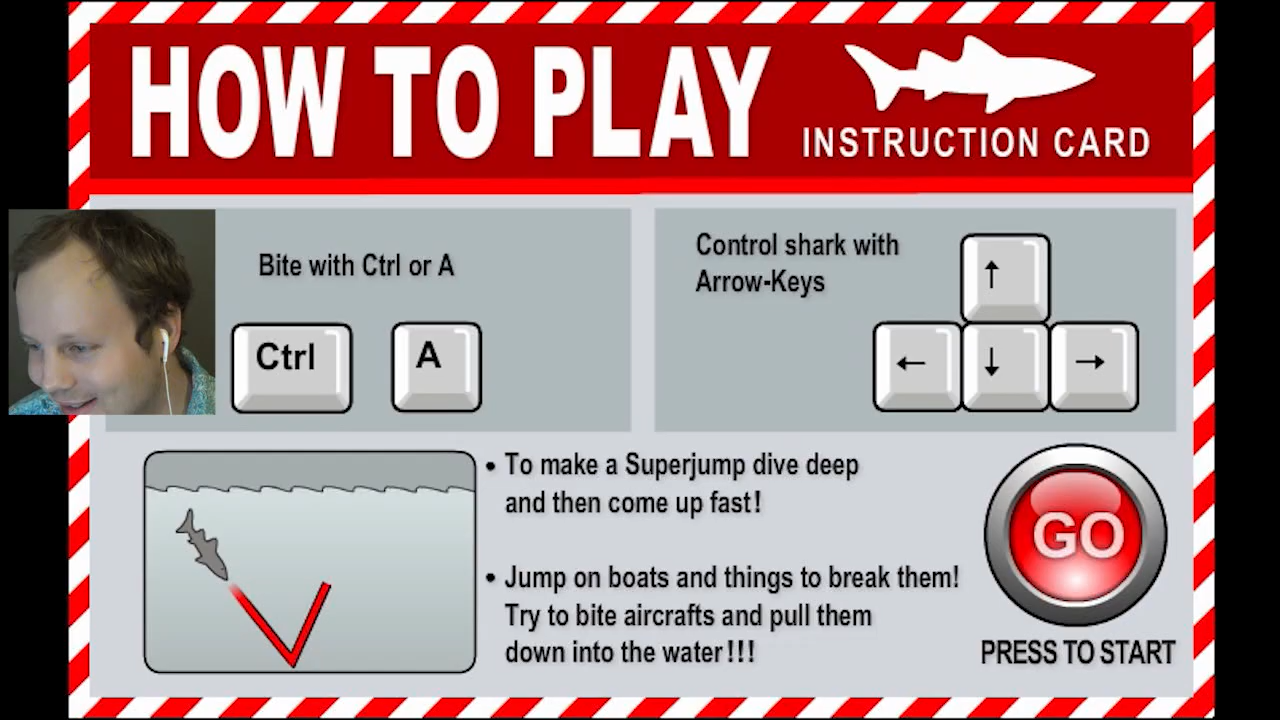 HOW TO PLAY
INSTRUCTION CARD
Bite with Ctrl or A
Ctrl
A
Control shark with
Arrow-Keys
↑
←
↓
→
• To make a Superjump dive deep
and then come up fast!
• Jump on boats and things to break them!
Try to bite aircrafts and pull them
down into the water!!!
GO
PRESS TO START